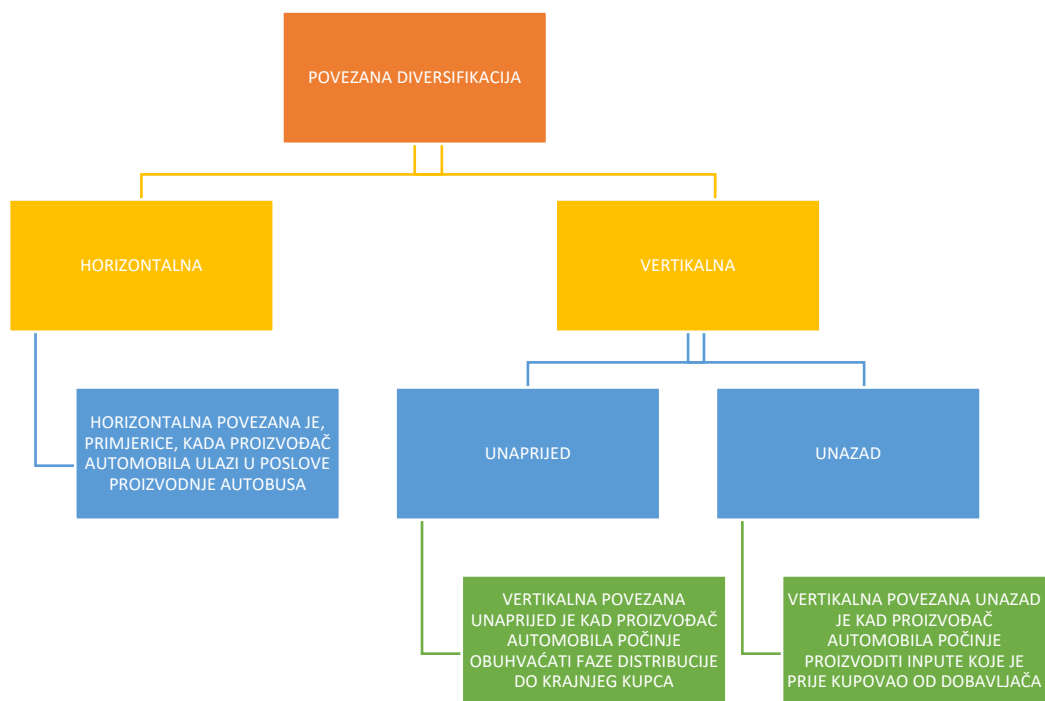 POVEZANA DIVERSIFIKACIJA
HORIZONTALNA
VERTIKALNA
HORIZONTALNA POVEZANA JE,
PRIMJERICE, KADA PROIZVOĐAČ
AUTOMOBILA ULAZI U POSLOVE
PROIZVODNJE AUTOBUSA
UNAPRIJED
UNAZAD
VERTIKALNA POVEZANA
UNAPRIJED JE KAD PROIZVOĐAČ
AUTOMOBILA POČINJE
OBUHVAĆATI FAZE DISTRIBUCIJE
DO KRAJNJEG KUPCA
VERTIKALNA POVEZANA UNAZAD
JE KAD PROIZVOĐAČ
AUTOMOBILA POČINJE
PROIZVODITI INPUTE KOJE JE
PRIJE KUPOVAO OD DOBAVLJAČA